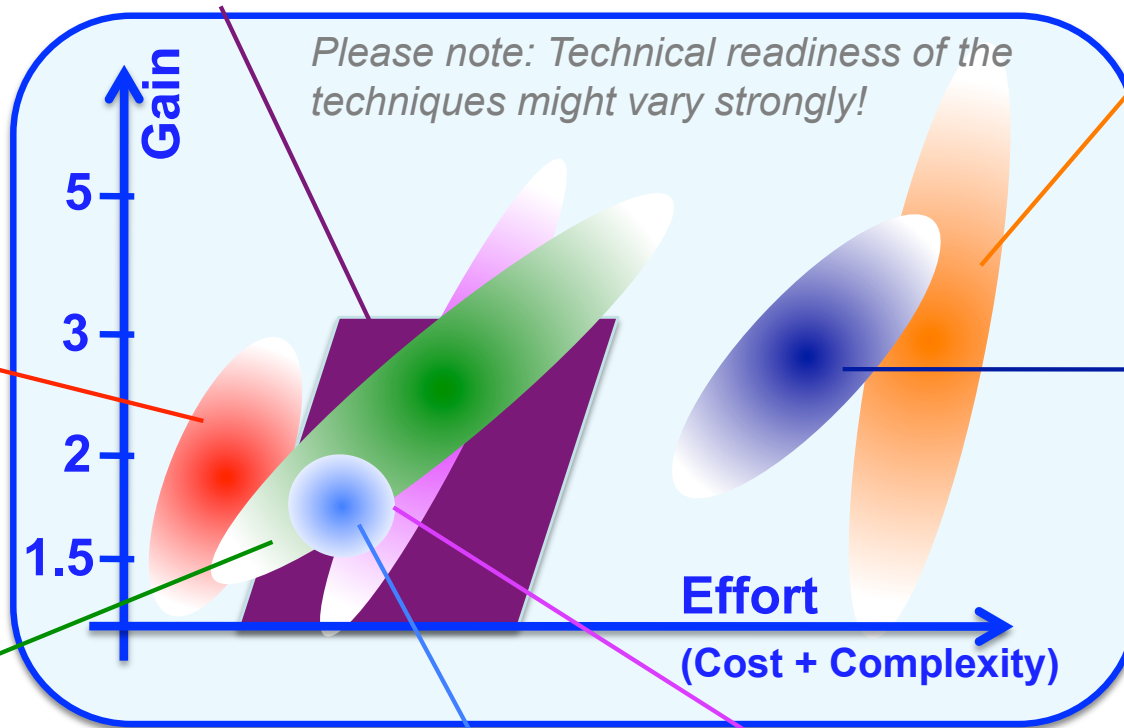 Please note: Technical readiness of the
techniques might vary strongly!
Gain
5
3
2
1.5
Effort
(Cost + Complexity)